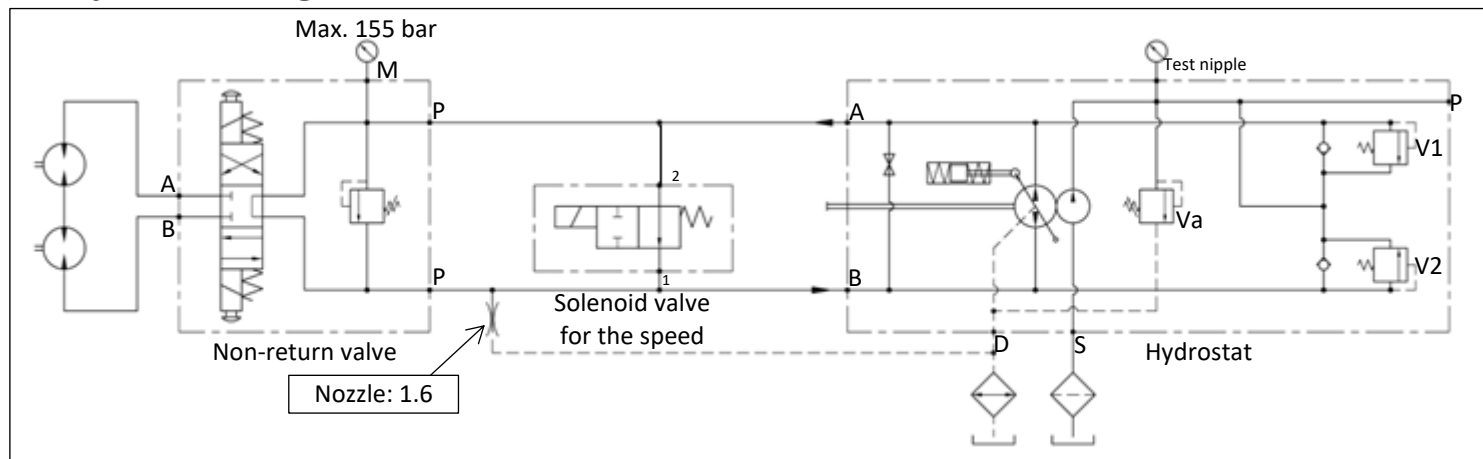 Max. 155 bar
M
Test nipple
P
A
P
V1
A
2
B
Va
V2
P
1
B
Solenoid valve
for the speed
D
S
Non-return valve
Hydrostat
Nozzle: 1.6